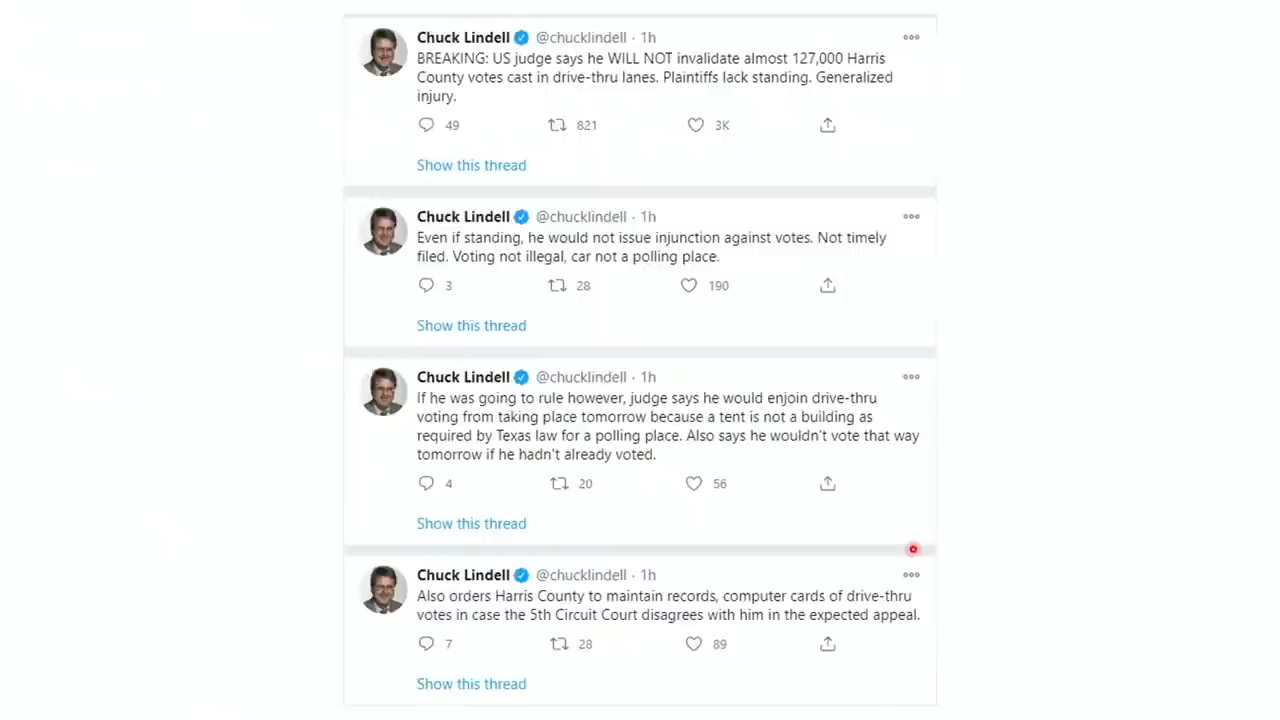 Chuck Lindell @chucklindell · 1h
BREAKING: US judge says he WILL NOT invalidate almost 127,000 Harris
County votes cast in drive-thru lanes. Plaintiffs lack standing. Generalized
injury.
49 821 3K
Show this thread
Chuck Lindell @chucklindell · 1h
Even if standing, he would not issue injunction against votes. Not timely
filed. Voting not illegal, car not a polling place.
3 28 190
Show this thread
Chuck Lindell @chucklindell · 1h
If he was going to rule however, judge says he would enjoin drive-thru
voting from taking place tomorrow because a tent is not a building as
required by Texas law for a polling place. Also says he wouldn't vote that way
tomorrow if he hadn't already voted.
4 20 56
Show this thread
Chuck Lindell @chucklindell · 1h
Also orders Harris County to maintain records, computer cards of drive-thru
votes in case the 5th Circuit Court disagrees with him in the expected appeal.
7 28 89
Show this thread